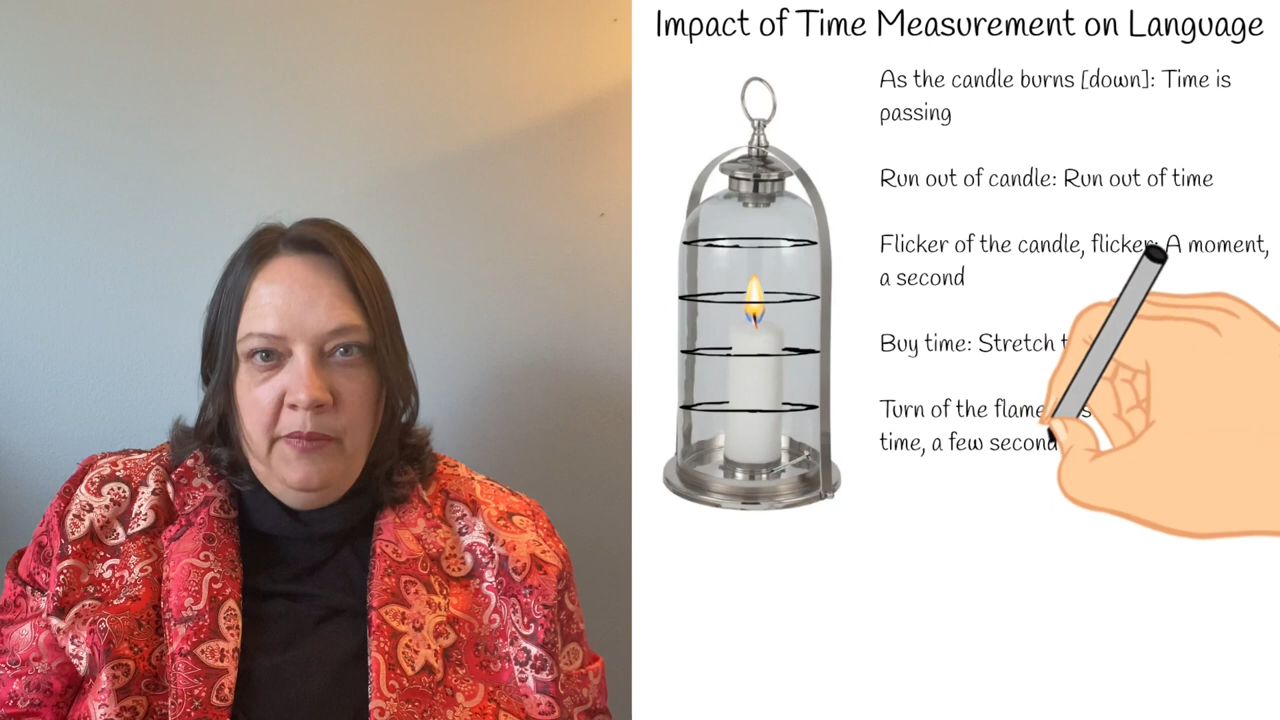 Impact of Time Measurement on Language
As the candle burns [down]: Time is
passing
Run out of candle: Run out of time
Flicker of the candle, flicker: A moment,
a second
Buy time: Stretch
Turn of the flame
time, a few second